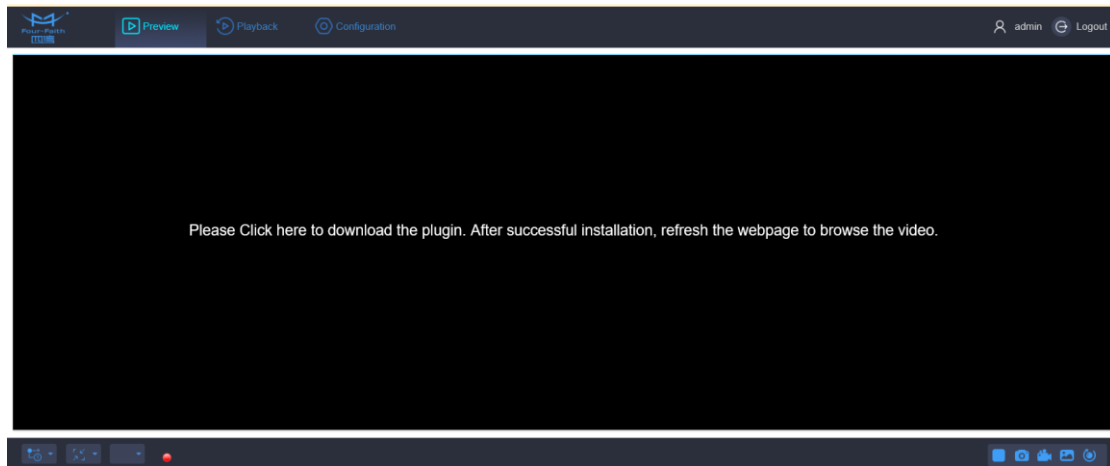 Four-Faith
Preview
Playback
Configuration
admin
Logout
Please Click here to download the plugin. After successful installation, refresh the webpage to browse the video.